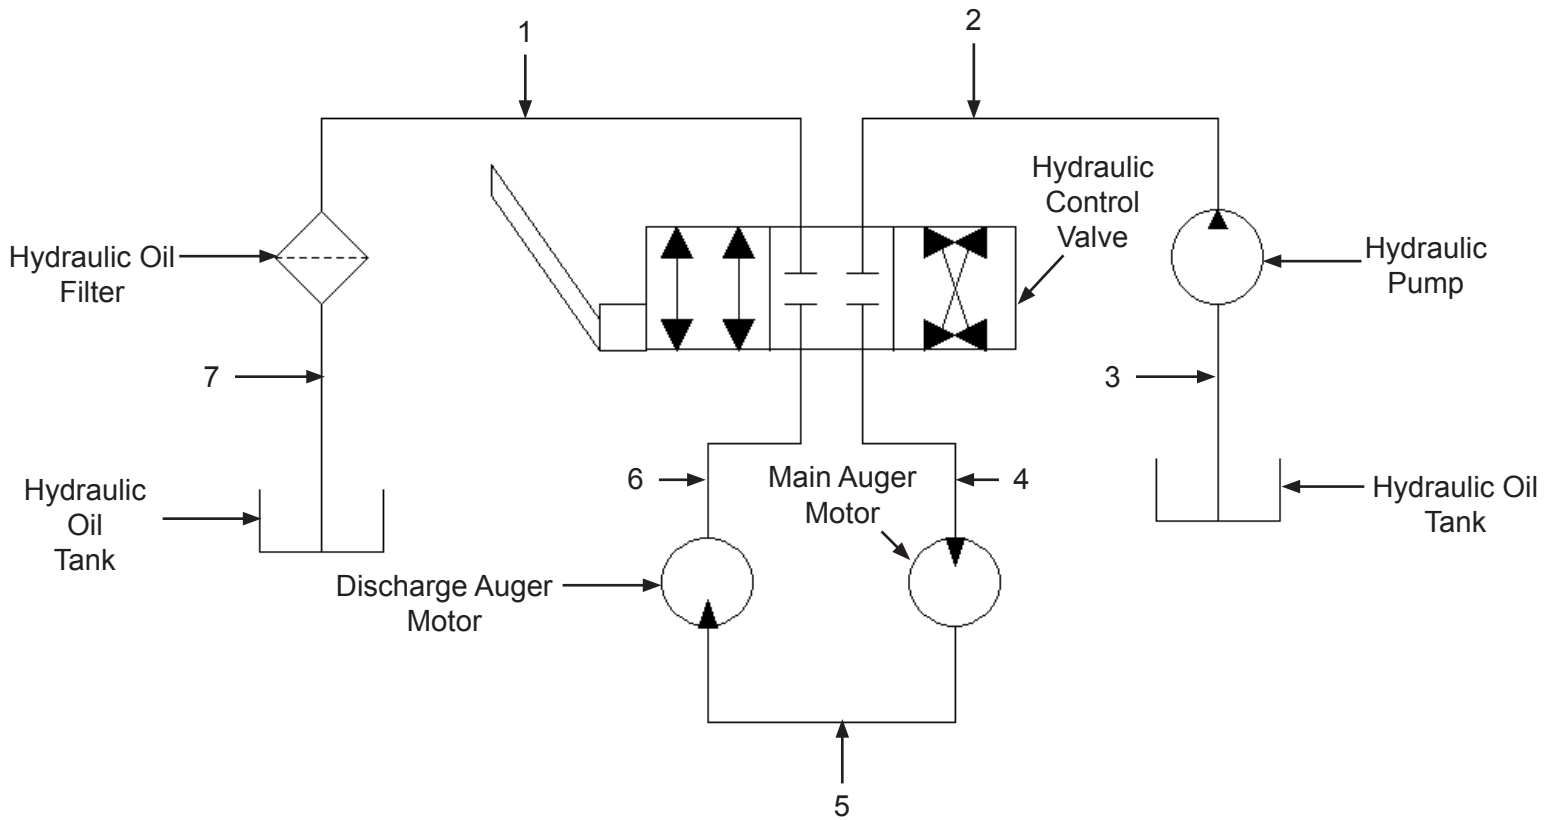 1
2
Hydraulic
Control
Valve
Hydraulic Oil
Filter
Hydraulic
Pump
7
3
Hydraulic
Oil
Tank
6
Main Auger
Motor
4
Hydraulic Oil
Tank
Discharge Auger
Motor
5